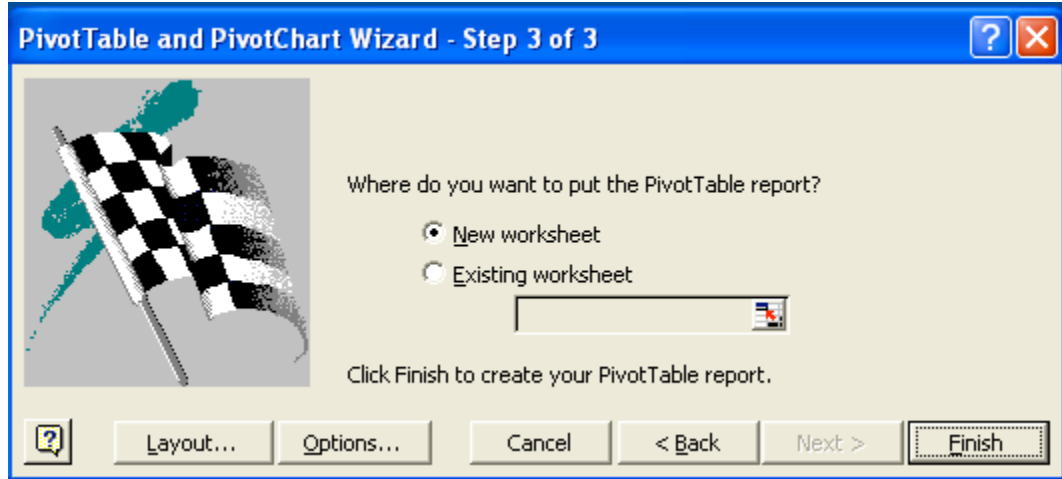 PivotTable and PivotChart Wizard - Step 3 of 3
?
Where do you want to put the PivotTable report?
New worksheet
Existing worksheet
Click Finish to create your PivotTable report.
? Layout... Options... Cancel < Back Next > Finish